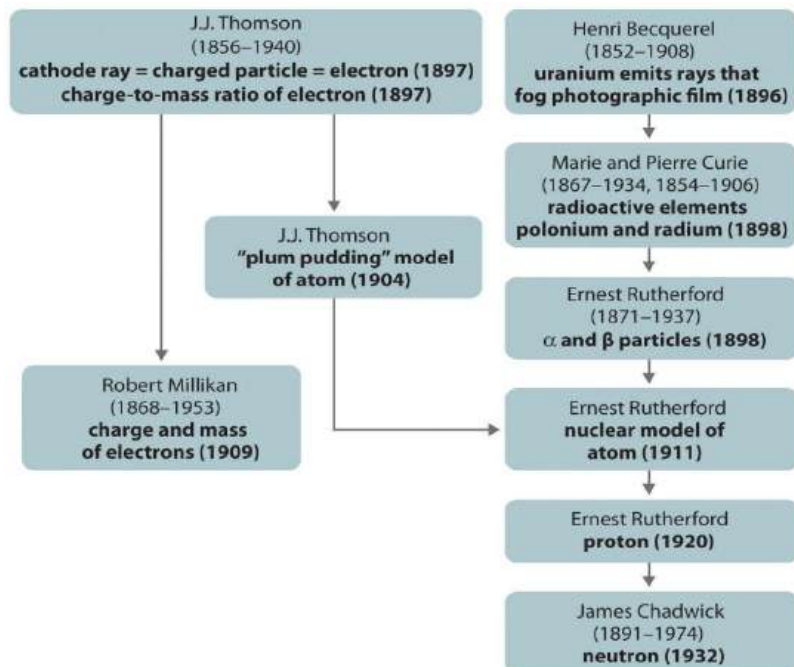 J.J. Thomson
(1856–1940)
cathode ray = charged particle = electron (1897)
charge-to-mass ratio of electron (1897)
Henri Becquerel
(1852–1908)
uranium emits rays that
fog photographic film (1896)
Marie and Pierre Curie
(1867–1934, 1854–1906)
radioactive elements
polonium and radium (1898)
J.J. Thomson
“plum pudding” model
of atom (1904)
Ernest Rutherford
(1871–1937)
α and β particles (1898)
Robert Millikan
(1868–1953)
charge and mass
of electrons (1909)
Ernest Rutherford
nuclear model of
atom (1911)
Ernest Rutherford
proton (1920)
James Chadwick
(1891–1974)
neutron (1932)